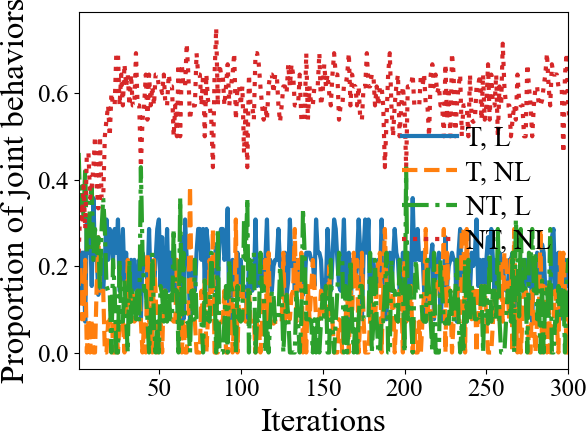 Proportion of joint behaviors
0.6
0.4
0.2
0.0
T, L
T, NL
NT, L
NT, NL
50
100
150
200
250
300
Iterations